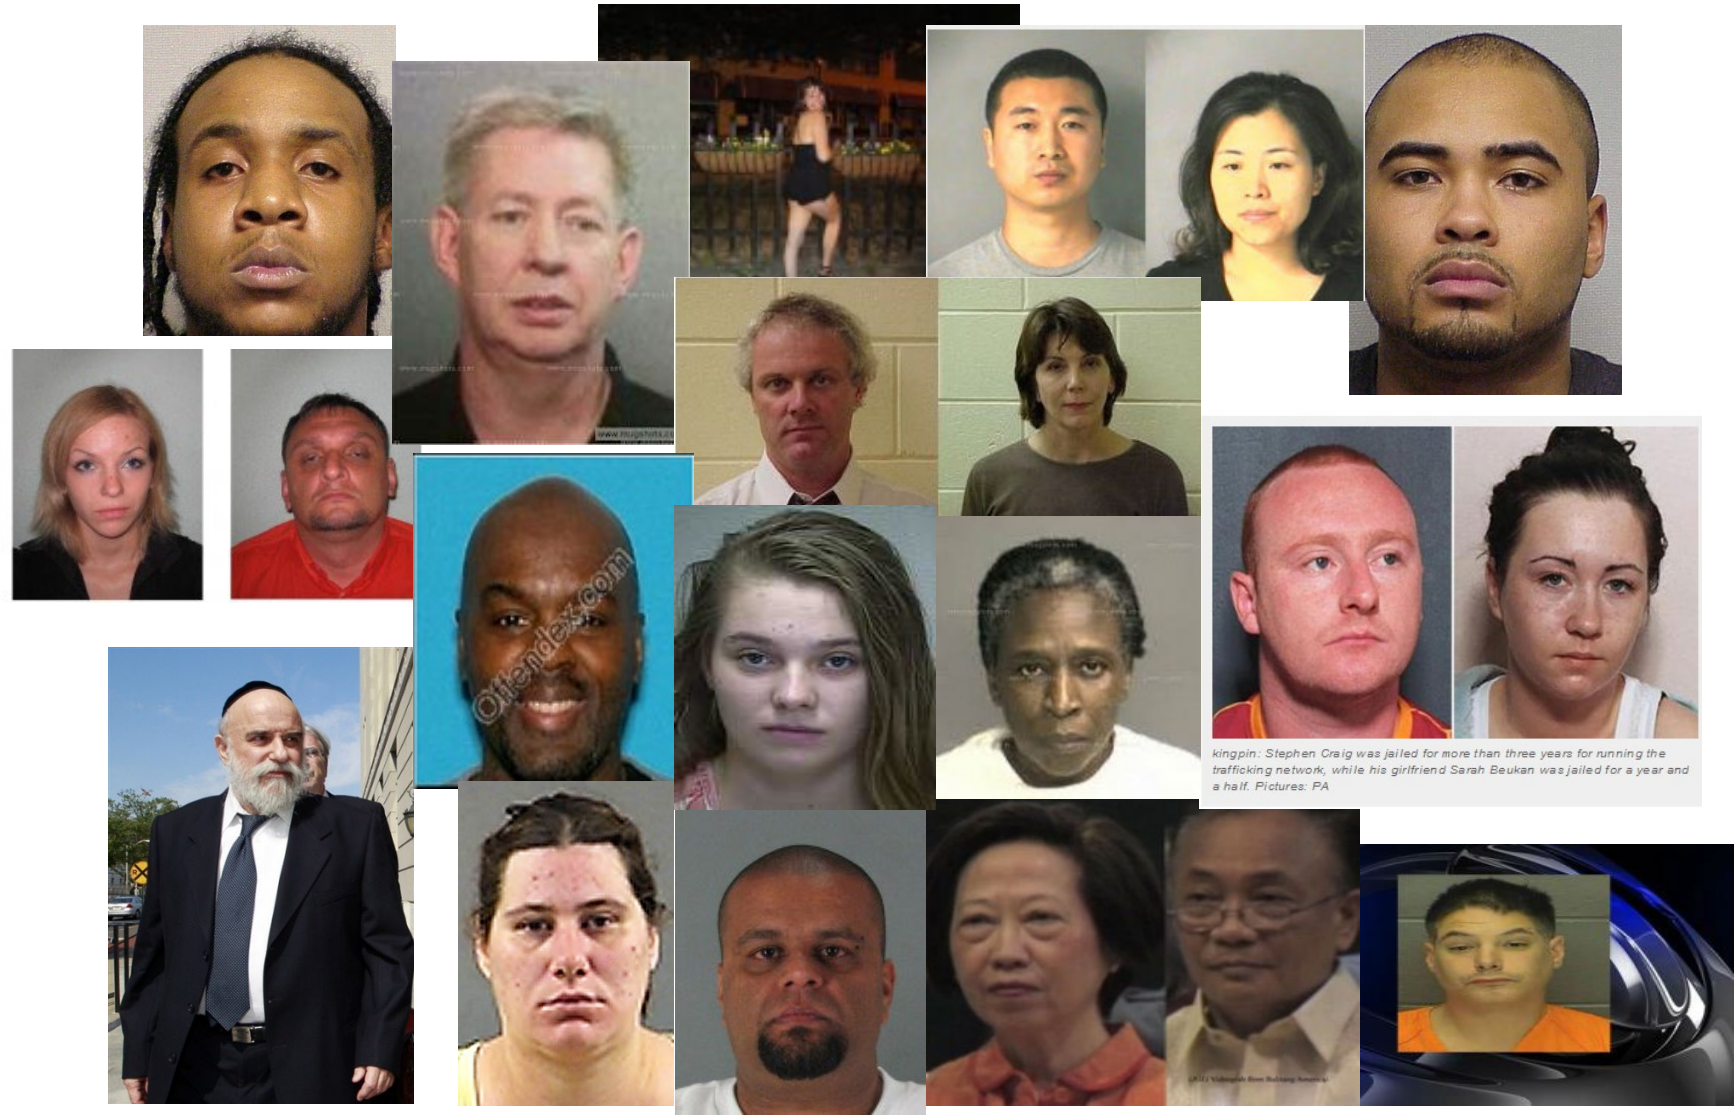 www.mugshots.co
Offendex.com
kingpin: Stephen Craig was jailed for more than three years for running the
trafficking network, while his girlfriend Sarah Beukan was jailed for a year and
a half. Pictures: PA